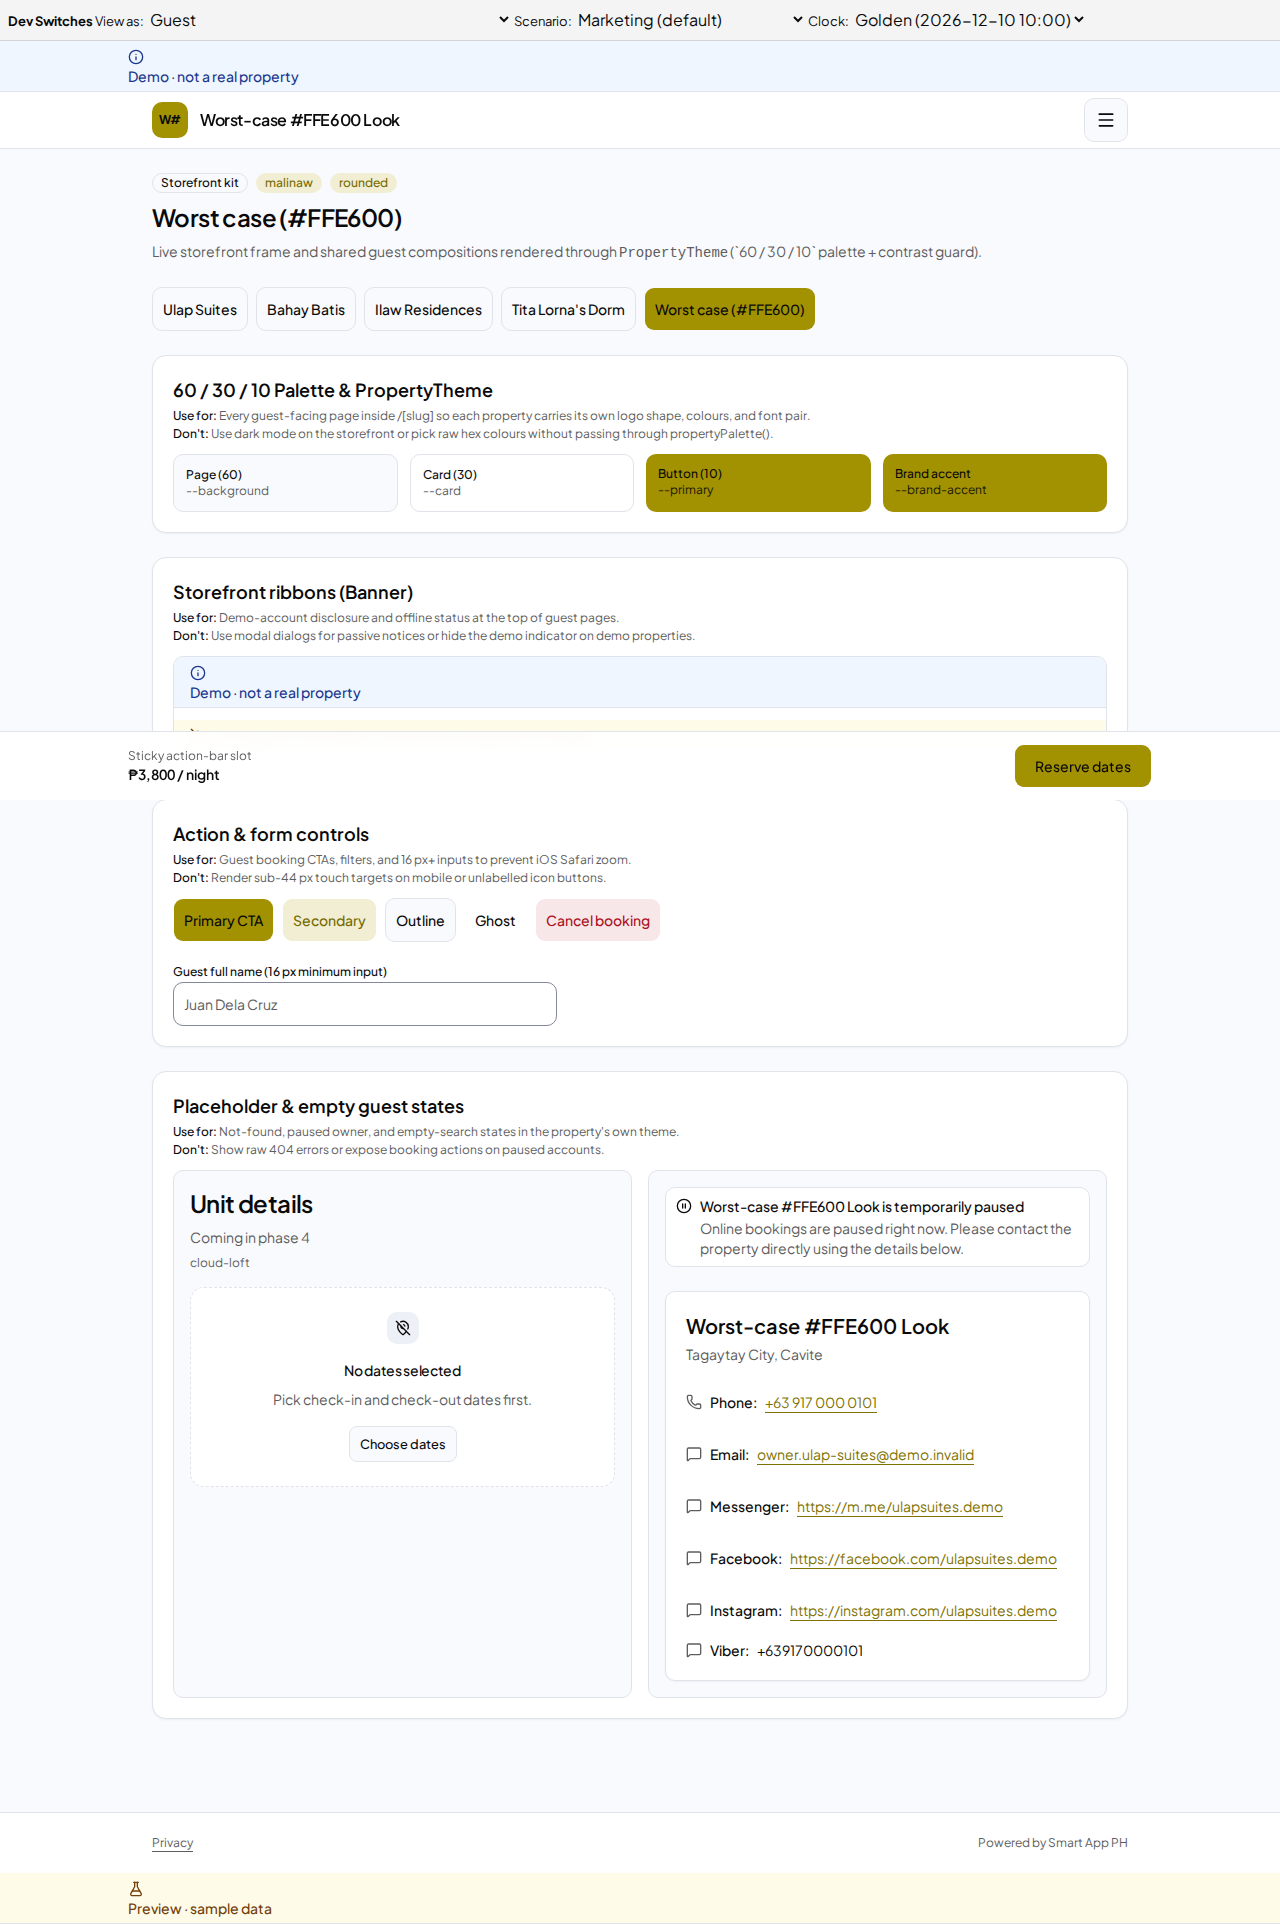 Dev Switches View as: Guest Scenario: Marketing (default) Clock: Golden (2026-12-10 10:00)
Demo · not a real property
W# Worst-case #FFE600 Look
Storefront kit malinaw rounded
Worst case (#FFE600)
Live storefront frame and shared guest compositions rendered through PropertyTheme (`60 / 30 / 10` palette + contrast guard).
Ulap Suites Bahay Batis Ilaw Residences Tita Lorna's Dorm Worst case (#FFE600)
60 / 30 / 10 Palette & PropertyTheme
Use for: Every guest-facing page inside /[slug] so each property carries its own logo shape, colours, and font pair.
Don't: Use dark mode on the storefront or pick raw hex colours without passing through propertyPalette().
Page (60) Card (30) Button (10) Brand accent
--background --card --primary --brand-accent
Storefront ribbons (Banner)
Use for: Demo-account disclosure and offline status at the top of guest pages.
Don't: Use modal dialogs for passive notices or hide the demo indicator on demo properties.
Demo · not a real property
Sticky action-bar slot
₱3,800 / night
Reserve dates
Action & form controls
Use for: Guest booking CTAs, filters, and 16 px+ inputs to prevent iOS Safari zoom.
Don't: Render sub-44 px touch targets on mobile or unlabelled icon buttons.
Primary CTA Secondary Outline Ghost Cancel booking
Guest full name (16 px minimum input)
Juan Dela Cruz
Placeholder & empty guest states
Use for: Not-found, paused owner, and empty-search states in the property's own theme.
Don't: Show raw 404 errors or expose booking actions on paused accounts.
Unit details
Coming in phase 4
cloud-loft
No dates selected
Pick check-in and check-out dates first.
Choose dates
Worst-case #FFE600 Look is temporarily paused
Online bookings are paused right now. Please contact the
property directly using the details below.
Worst-case #FFE600 Look
Tagaytay City, Cavite
Phone: +63 917 000 0101
Email: owner.ulap-suites@demo.invalid
Messenger: https://m.me/ulapsuites.demo
Facebook: https://facebook.com/ulapsuites.demo
Instagram: https://instagram.com/ulapsuites.demo
Viber: +639170000101
Privacy
Powered by Smart App PH
Preview · sample data